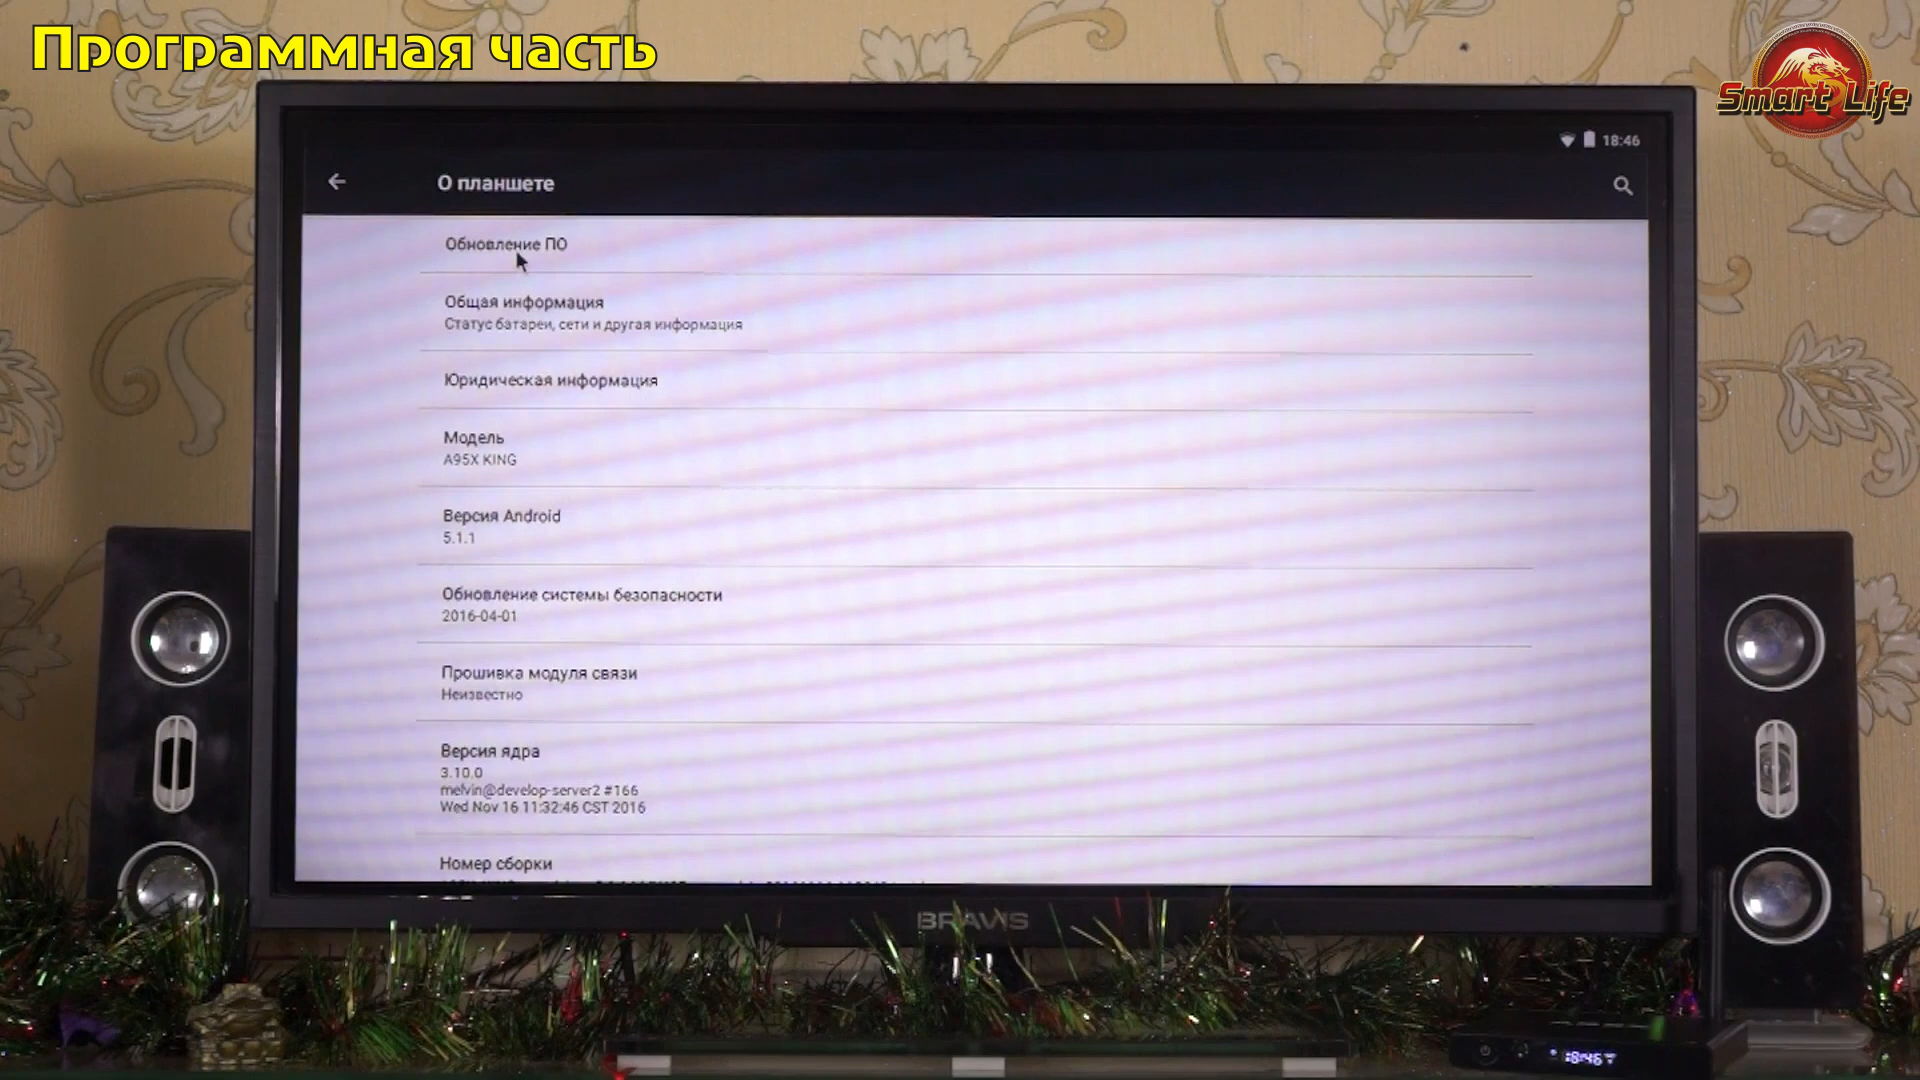 Программная часть
Smart Life
18:46
О планшете
Обновление ПО
Общая информация
Статус батареи, сети и другая информация
Юридическая информация
Модель
A95X KING
Версия Android
5.1.1
Обновление системы безопасности
2016-04-01
Прошивка модуля связи
Неизвестно
Версия ядра
3.10.0
melvin@develop-server2 #166
Wed Nov 16 11:32:46 CST 2016
Номер сборки
BRAVIS
18:46